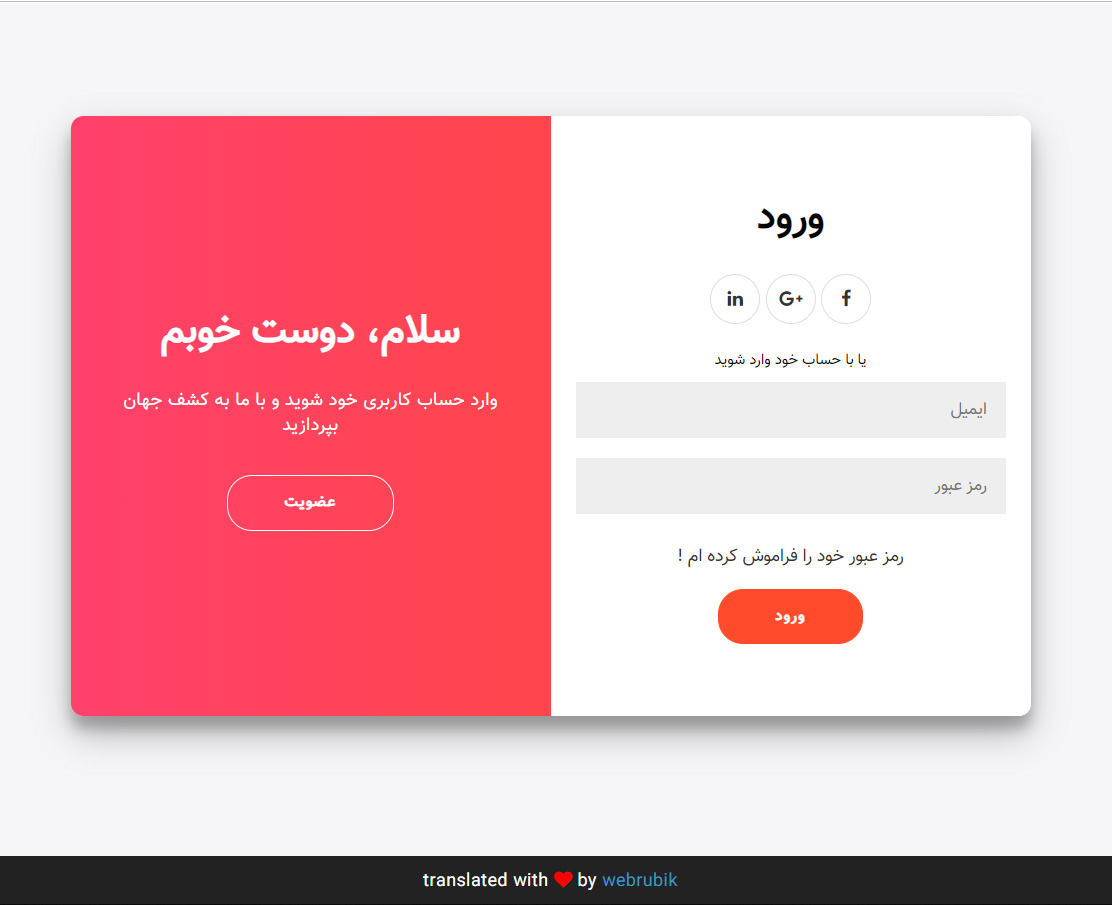 ورود
f
G+
in
یا با حساب خود وارد شوید
ایمیل
رمز عبور
رمز عبور خود را فراموش کرده ام !
ورود
سلام، دوست خوبم
وارد حساب کاربری خود شوید و با ما به کشف جهان
بپردازید
عضویت
translated with ❤ by webrubik